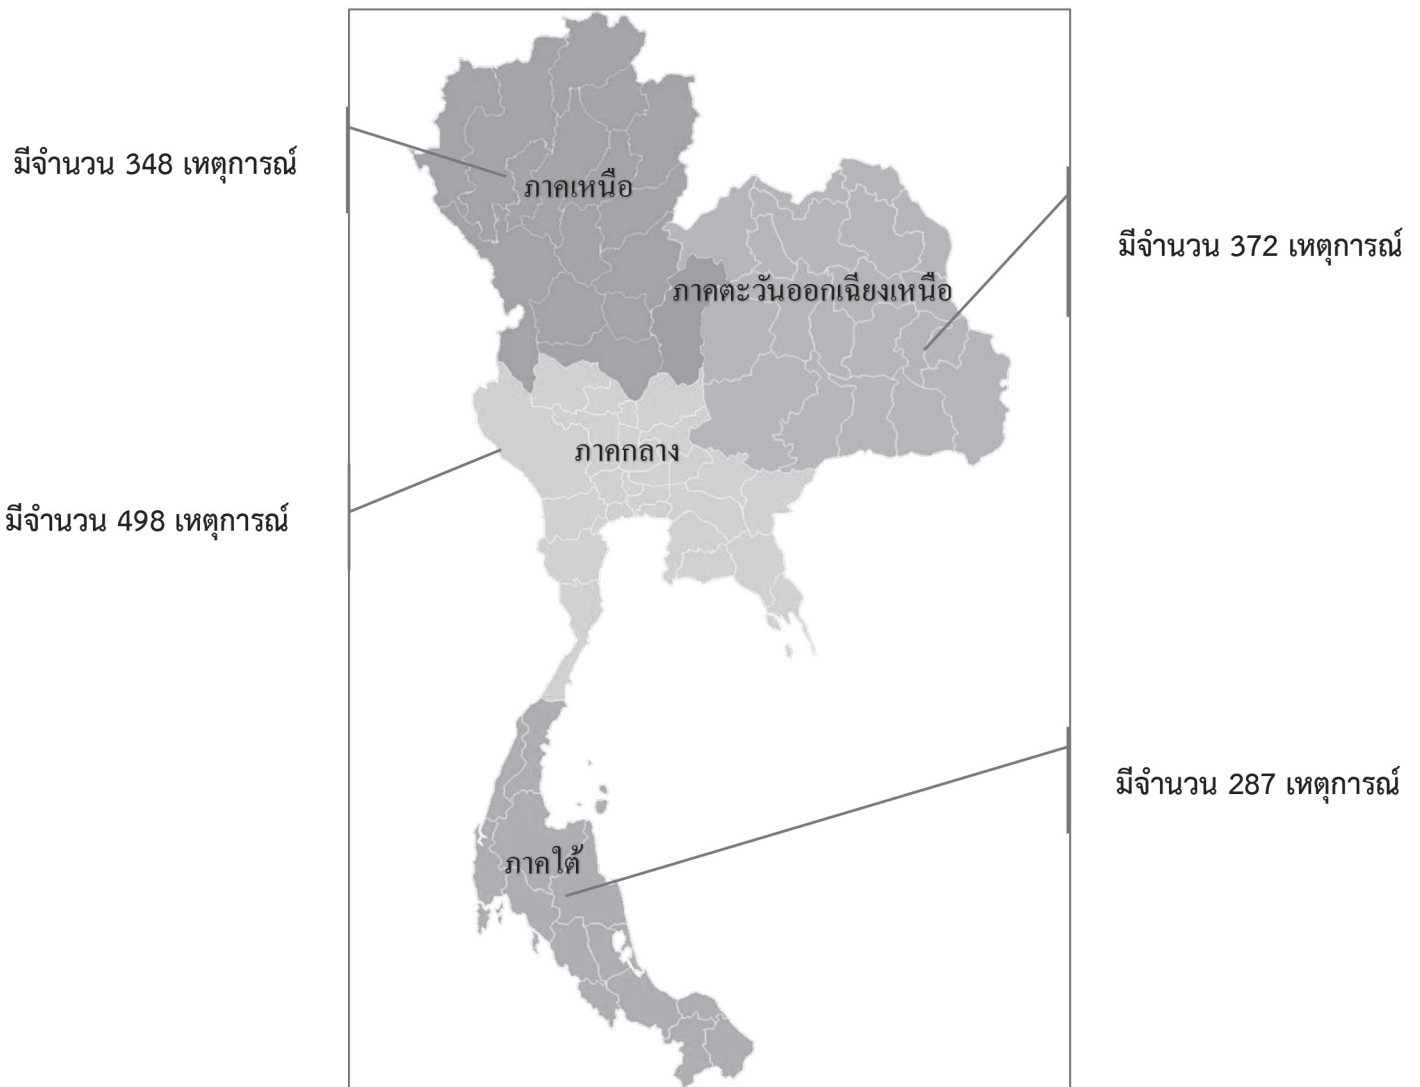 มีจำนวน 348 เหตุการณ์
ภาคเหนือ
มีจำนวน 372 เหตุการณ์
ภาคตะวันออกเฉียงเหนือ
ภาคกลาง
มีจำนวน 498 เหตุการณ์
มีจำนวน 287 เหตุการณ์
ภาคใต้